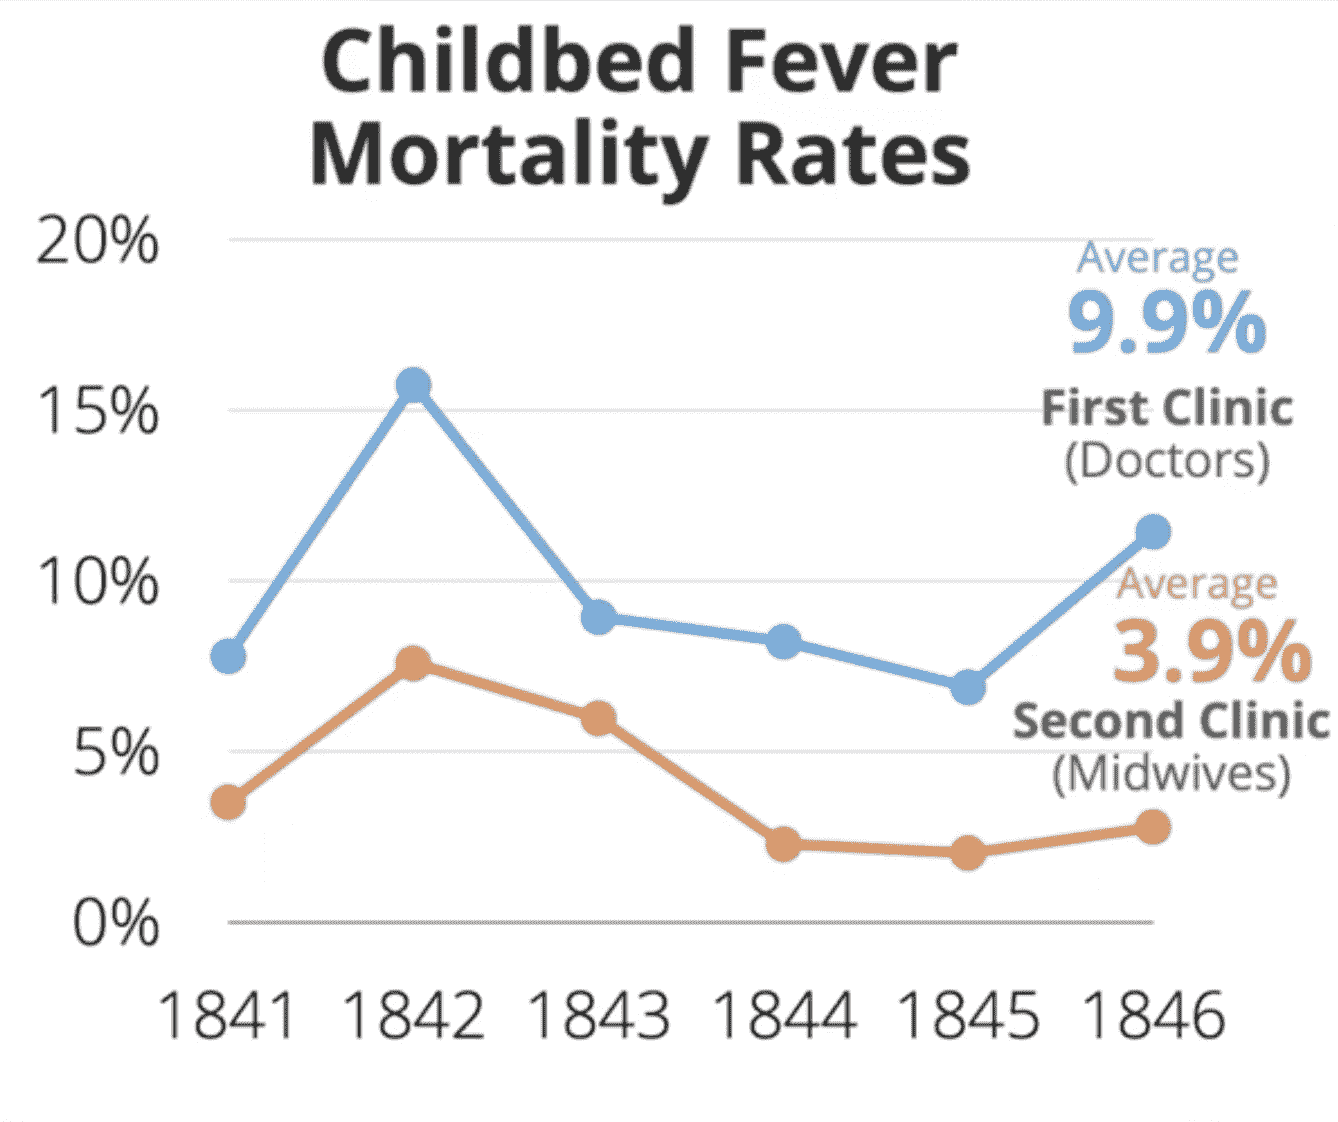 Childbed Fever
Mortality Rates
20%
15%
10%
5%
0%
Average
9.9%
First Clinic
(Doctors)
Average
3.9%
Second Clinic
(Midwives)
1841 1842 1843 1844 1845 1846